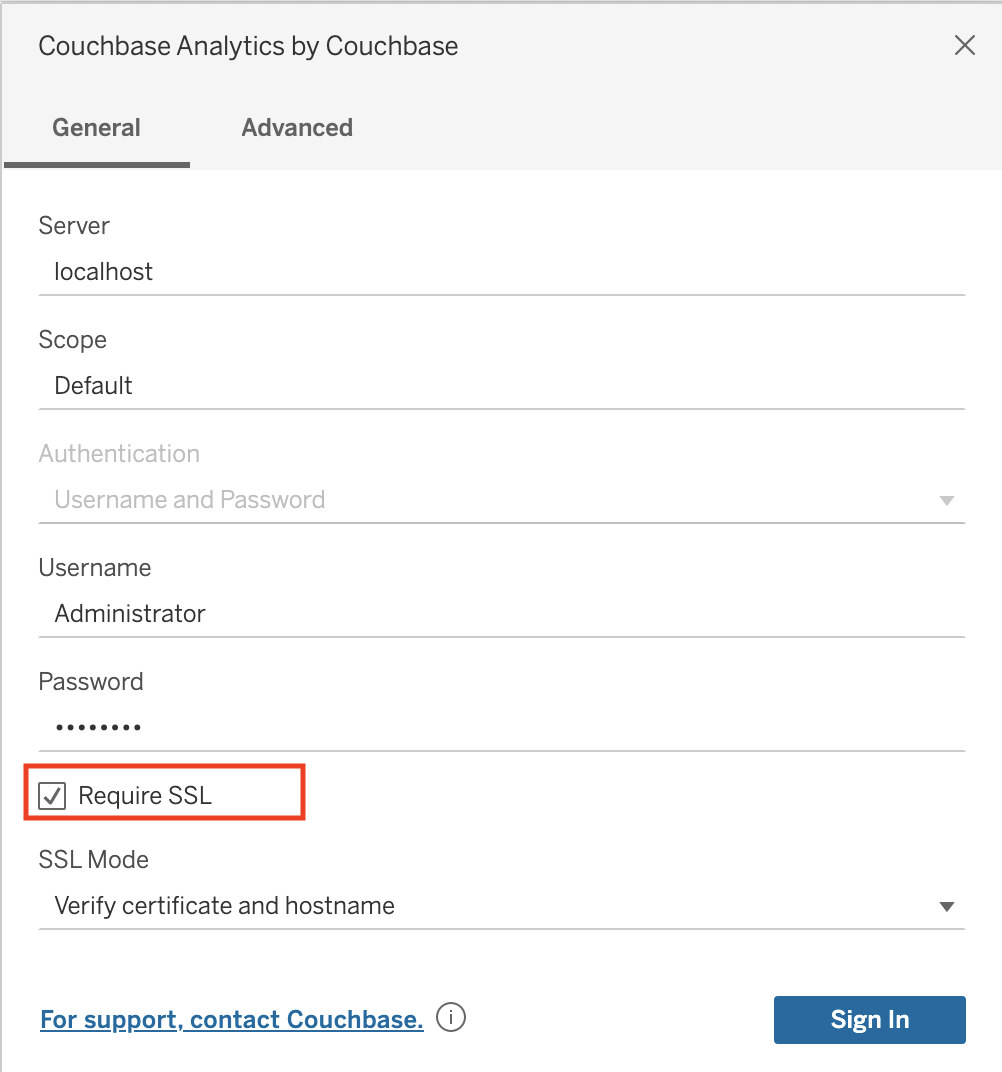 Couchbase Analytics by Couchbase
General
Advanced
Server
localhost
Scope
Default
Authentication
Username and Password
Username
Administrator
Password
••••••••
Require SSL
SSL Mode
Verify certificate and hostname
For support, contact Couchbase.
Sign In